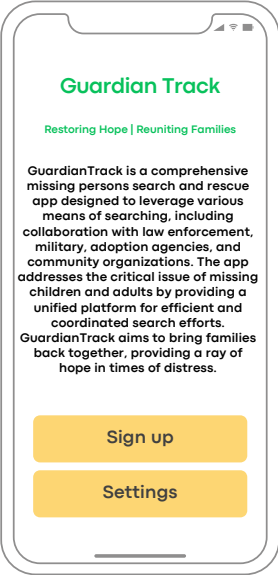 Guardian Track
Restoring Hope | Reuniting Families
GuardianTrack is a comprehensive
missing persons search and rescue
app designed to leverage various
means of searching, including
collaboration with law enforcement,
military, adoption agencies, and
community organizations. The app
addresses the critical issue of missing
children and adults by providing a
unified platform for efficient and
coordinated search efforts.
GuardianTrack aims to bring families
back together, providing a ray of
hope in times of distress.
Sign up
Settings